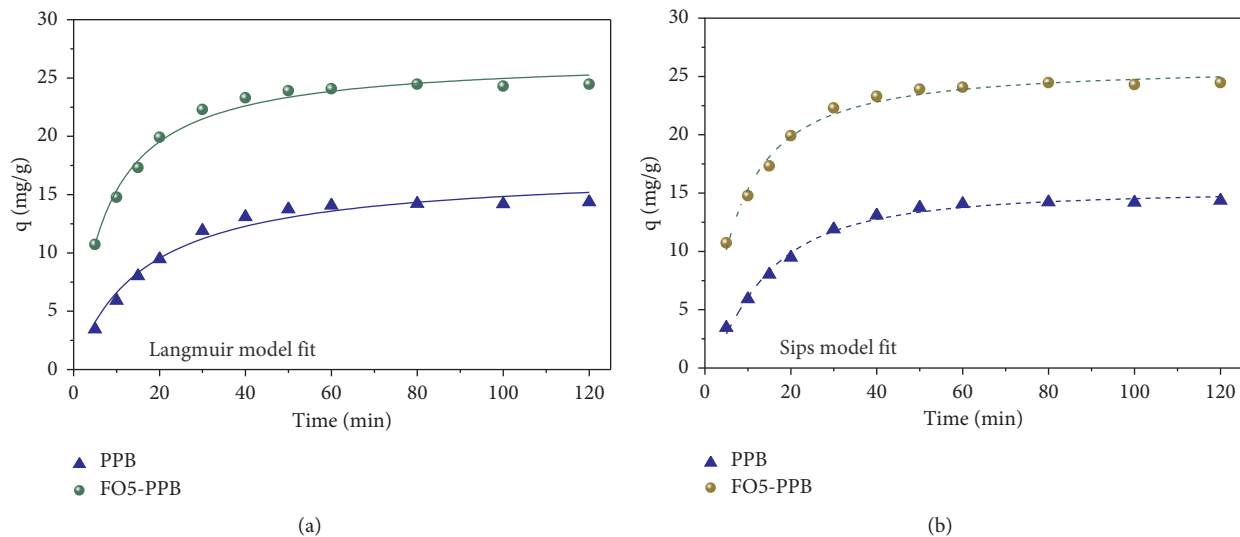 30
25
20
15
10
5
0
q (mg/g)
Langmuir model fit
0 20 40 60 80 100 120
Time (min)
PPB
FO5-PPB
(a)
30
25
20
15
10
5
0
q (mg/g)
Sips model fit
0 20 40 60 80 100 120
Time (min)
PPB
FO5-PPB
(b)